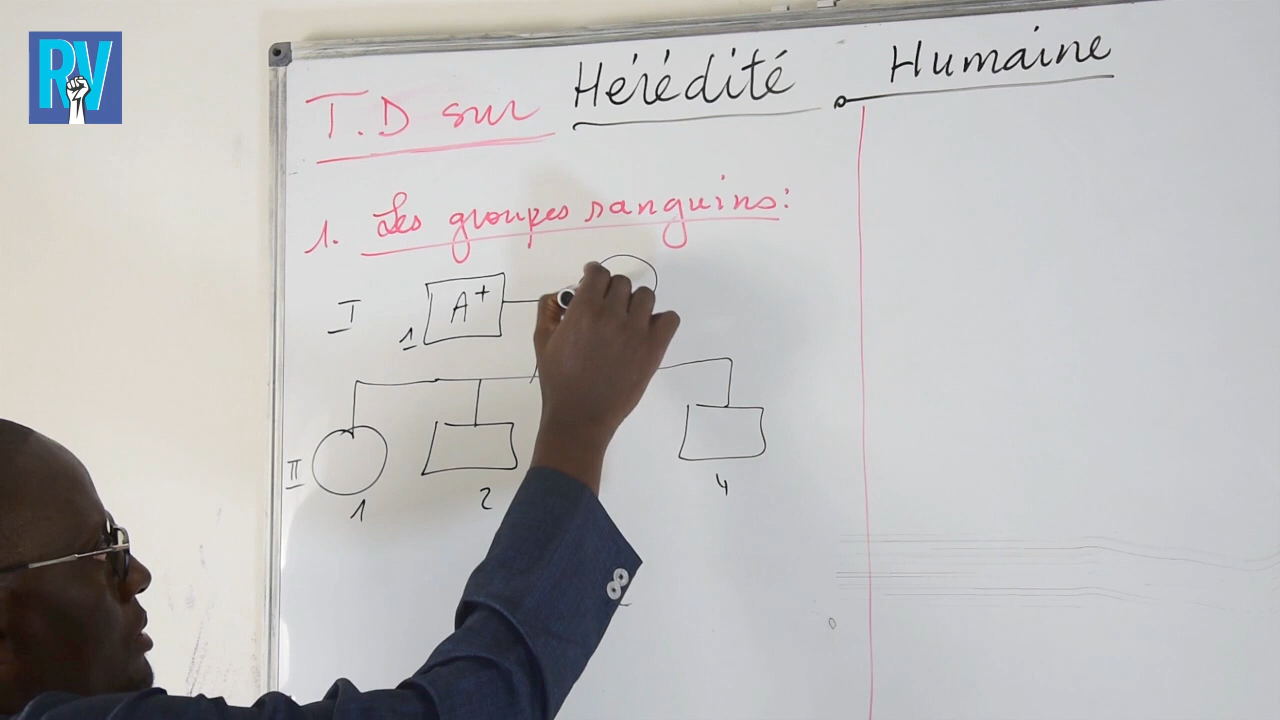 RV
T.D sur Hérédité Humaine
1. Les groupes sanguins:
I 1 A+
II 1 2 4